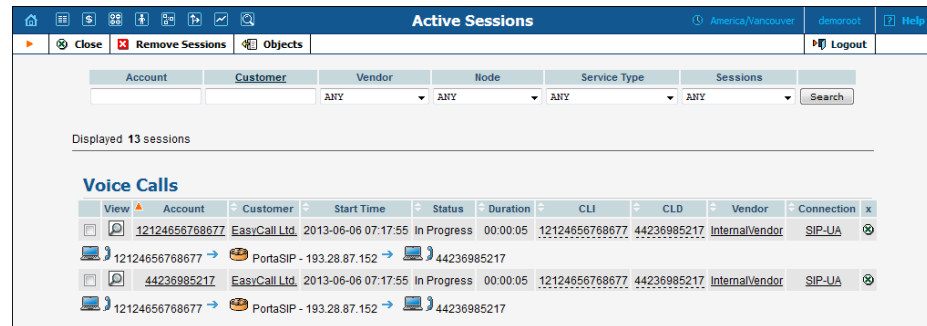 Active Sessions America/Vancouver demoroot Help
Close Remove Sessions Objects Logout
Account Customer Vendor Node Service Type Sessions
ANY ANY ANY ANY Search
Displayed 13 sessions
Voice Calls
View Account Customer Start Time Status Duration CLI CLD Vendor Connection x
12124656768677 EasyCall Ltd. 2013-06-06 07:17:55 In Progress 00:00:05 12124656768677 44236985217 InternalVendor SIP-UA
12124656768677 → PortaSIP - 193.28.87.152 → 44236985217
44236985217 EasyCall Ltd. 2013-06-06 07:17:55 In Progress 00:00:05 12124656768677 44236985217 InternalVendor SIP-UA
12124656768677 → PortaSIP - 193.28.87.152 → 44236985217